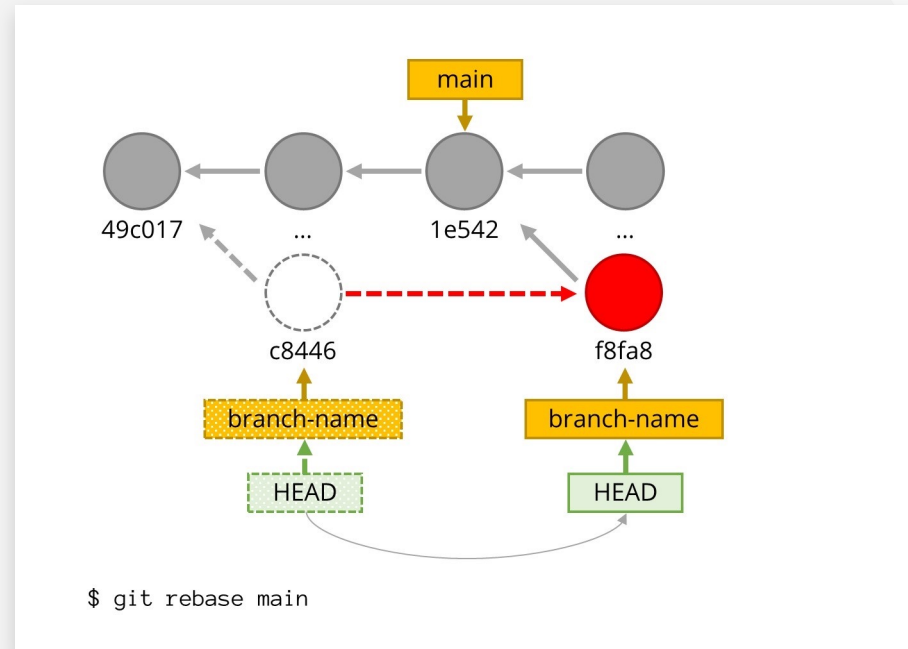 main
49c017 ... 1e542 ...
c8446 f8fa8
branch-name branch-name
HEAD HEAD
$ git rebase main